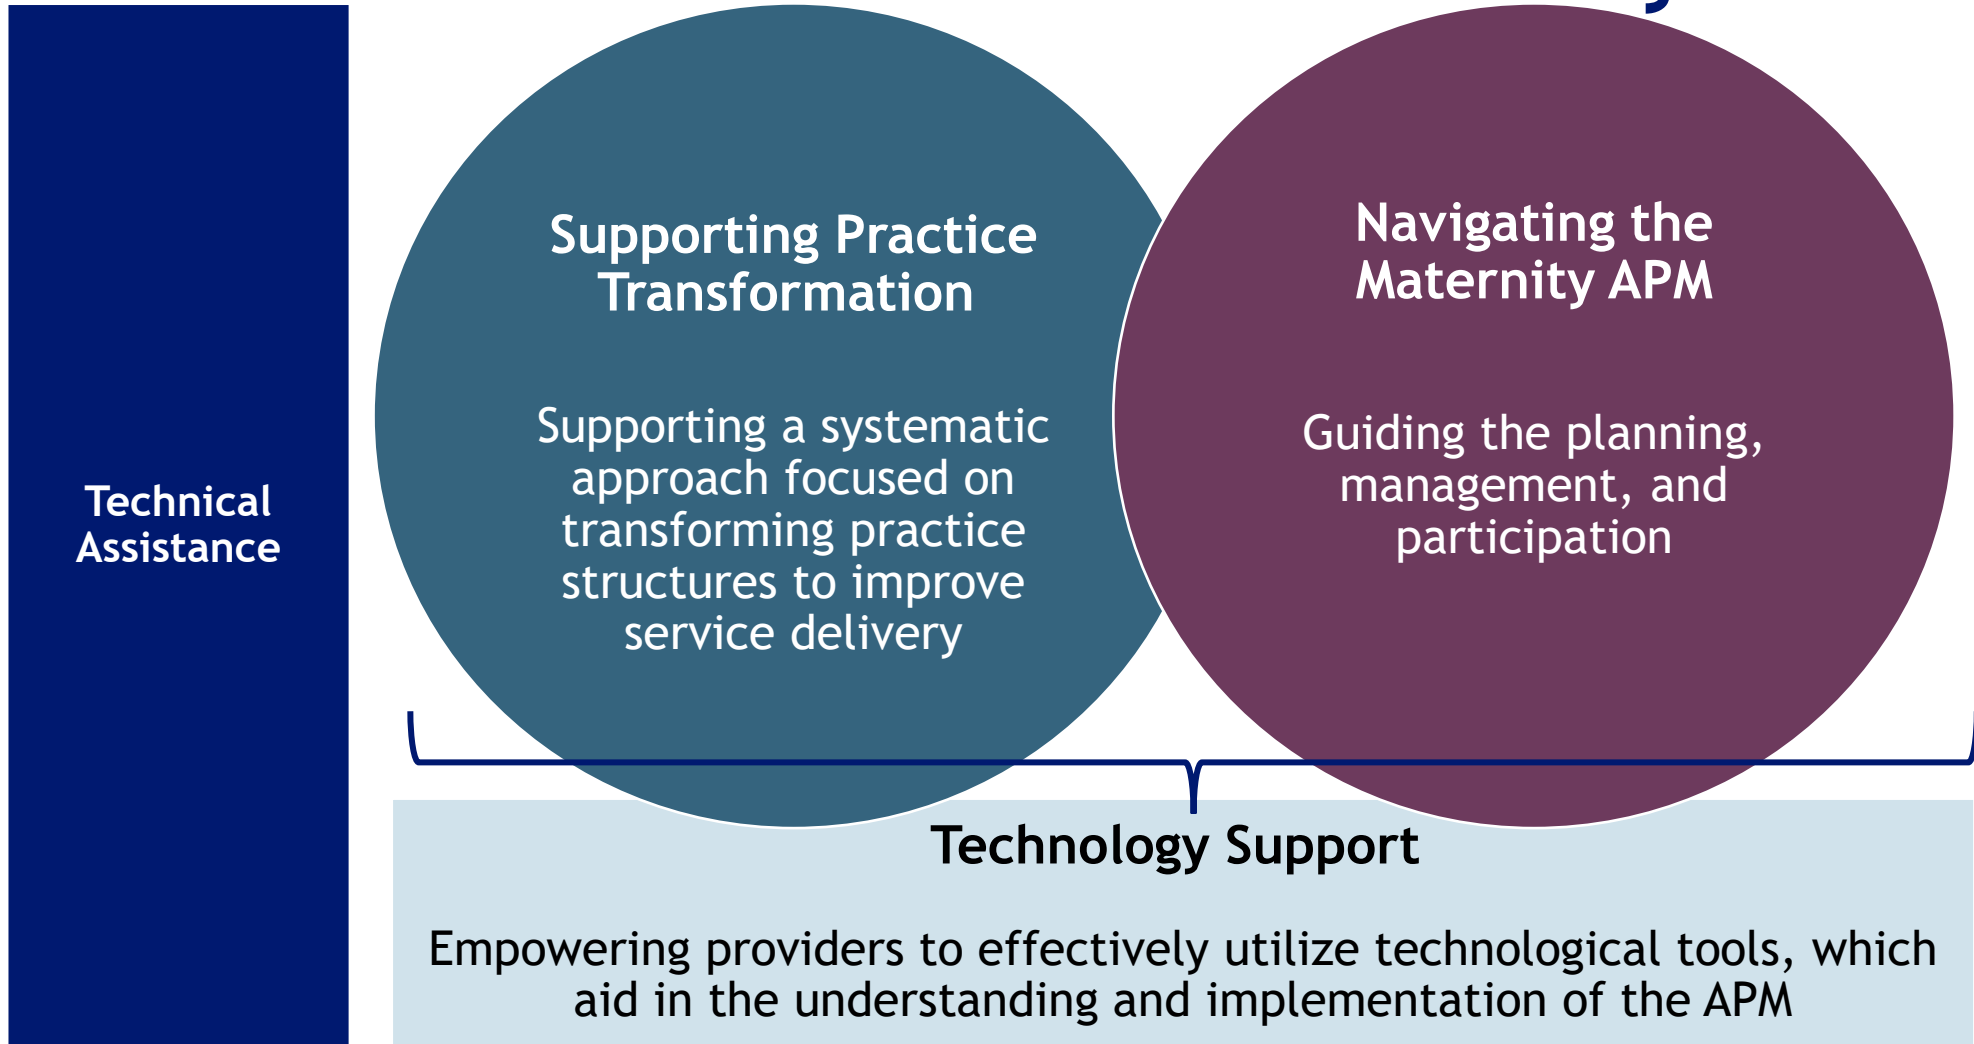 Technical
Assistance
Supporting Practice
Transformation
Supporting a systematic
approach focused on
transforming practice
structures to improve
service delivery
Navigating the
Maternity APM
Guiding the planning,
management, and
participation
Technology Support
Empowering providers to effectively utilize technological tools, which
aid in the understanding and implementation of the APM